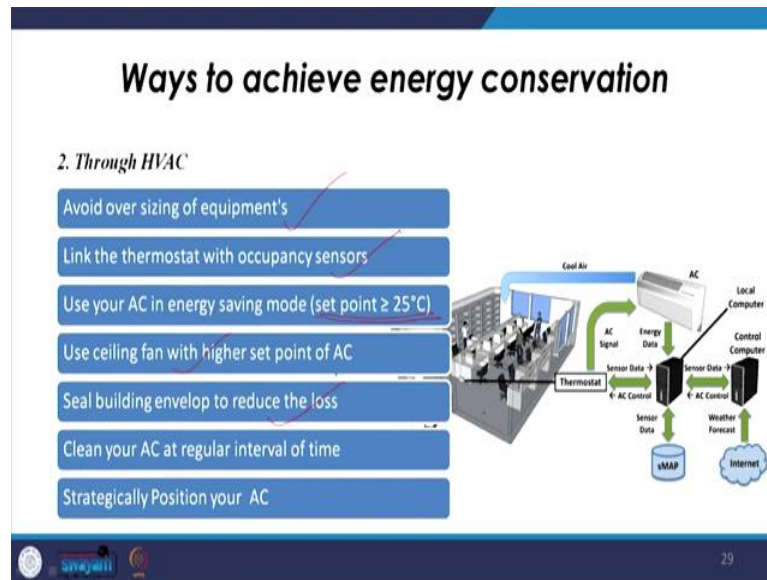 Ways to achieve energy conservation
2. Through HVAC
Avoid over sizing of equipment's
Link the thermostat with occupancy sensors
Use your AC in energy saving mode (set point ≥ 25°C)
Use ceiling fan with higher set point of AC
Seal building envelop to reduce the loss
Clean your AC at regular interval of time
Strategically Position your AC
Cool Air
AC
Local
Computer
AC
Signal
Energy
Data
Control
Computer
Thermostat
Sensor Data →
← AC Control
Sensor Data →
← AC Control
Sensor
Data
Weather
Forecast
sMAP
Internet
swayam
29